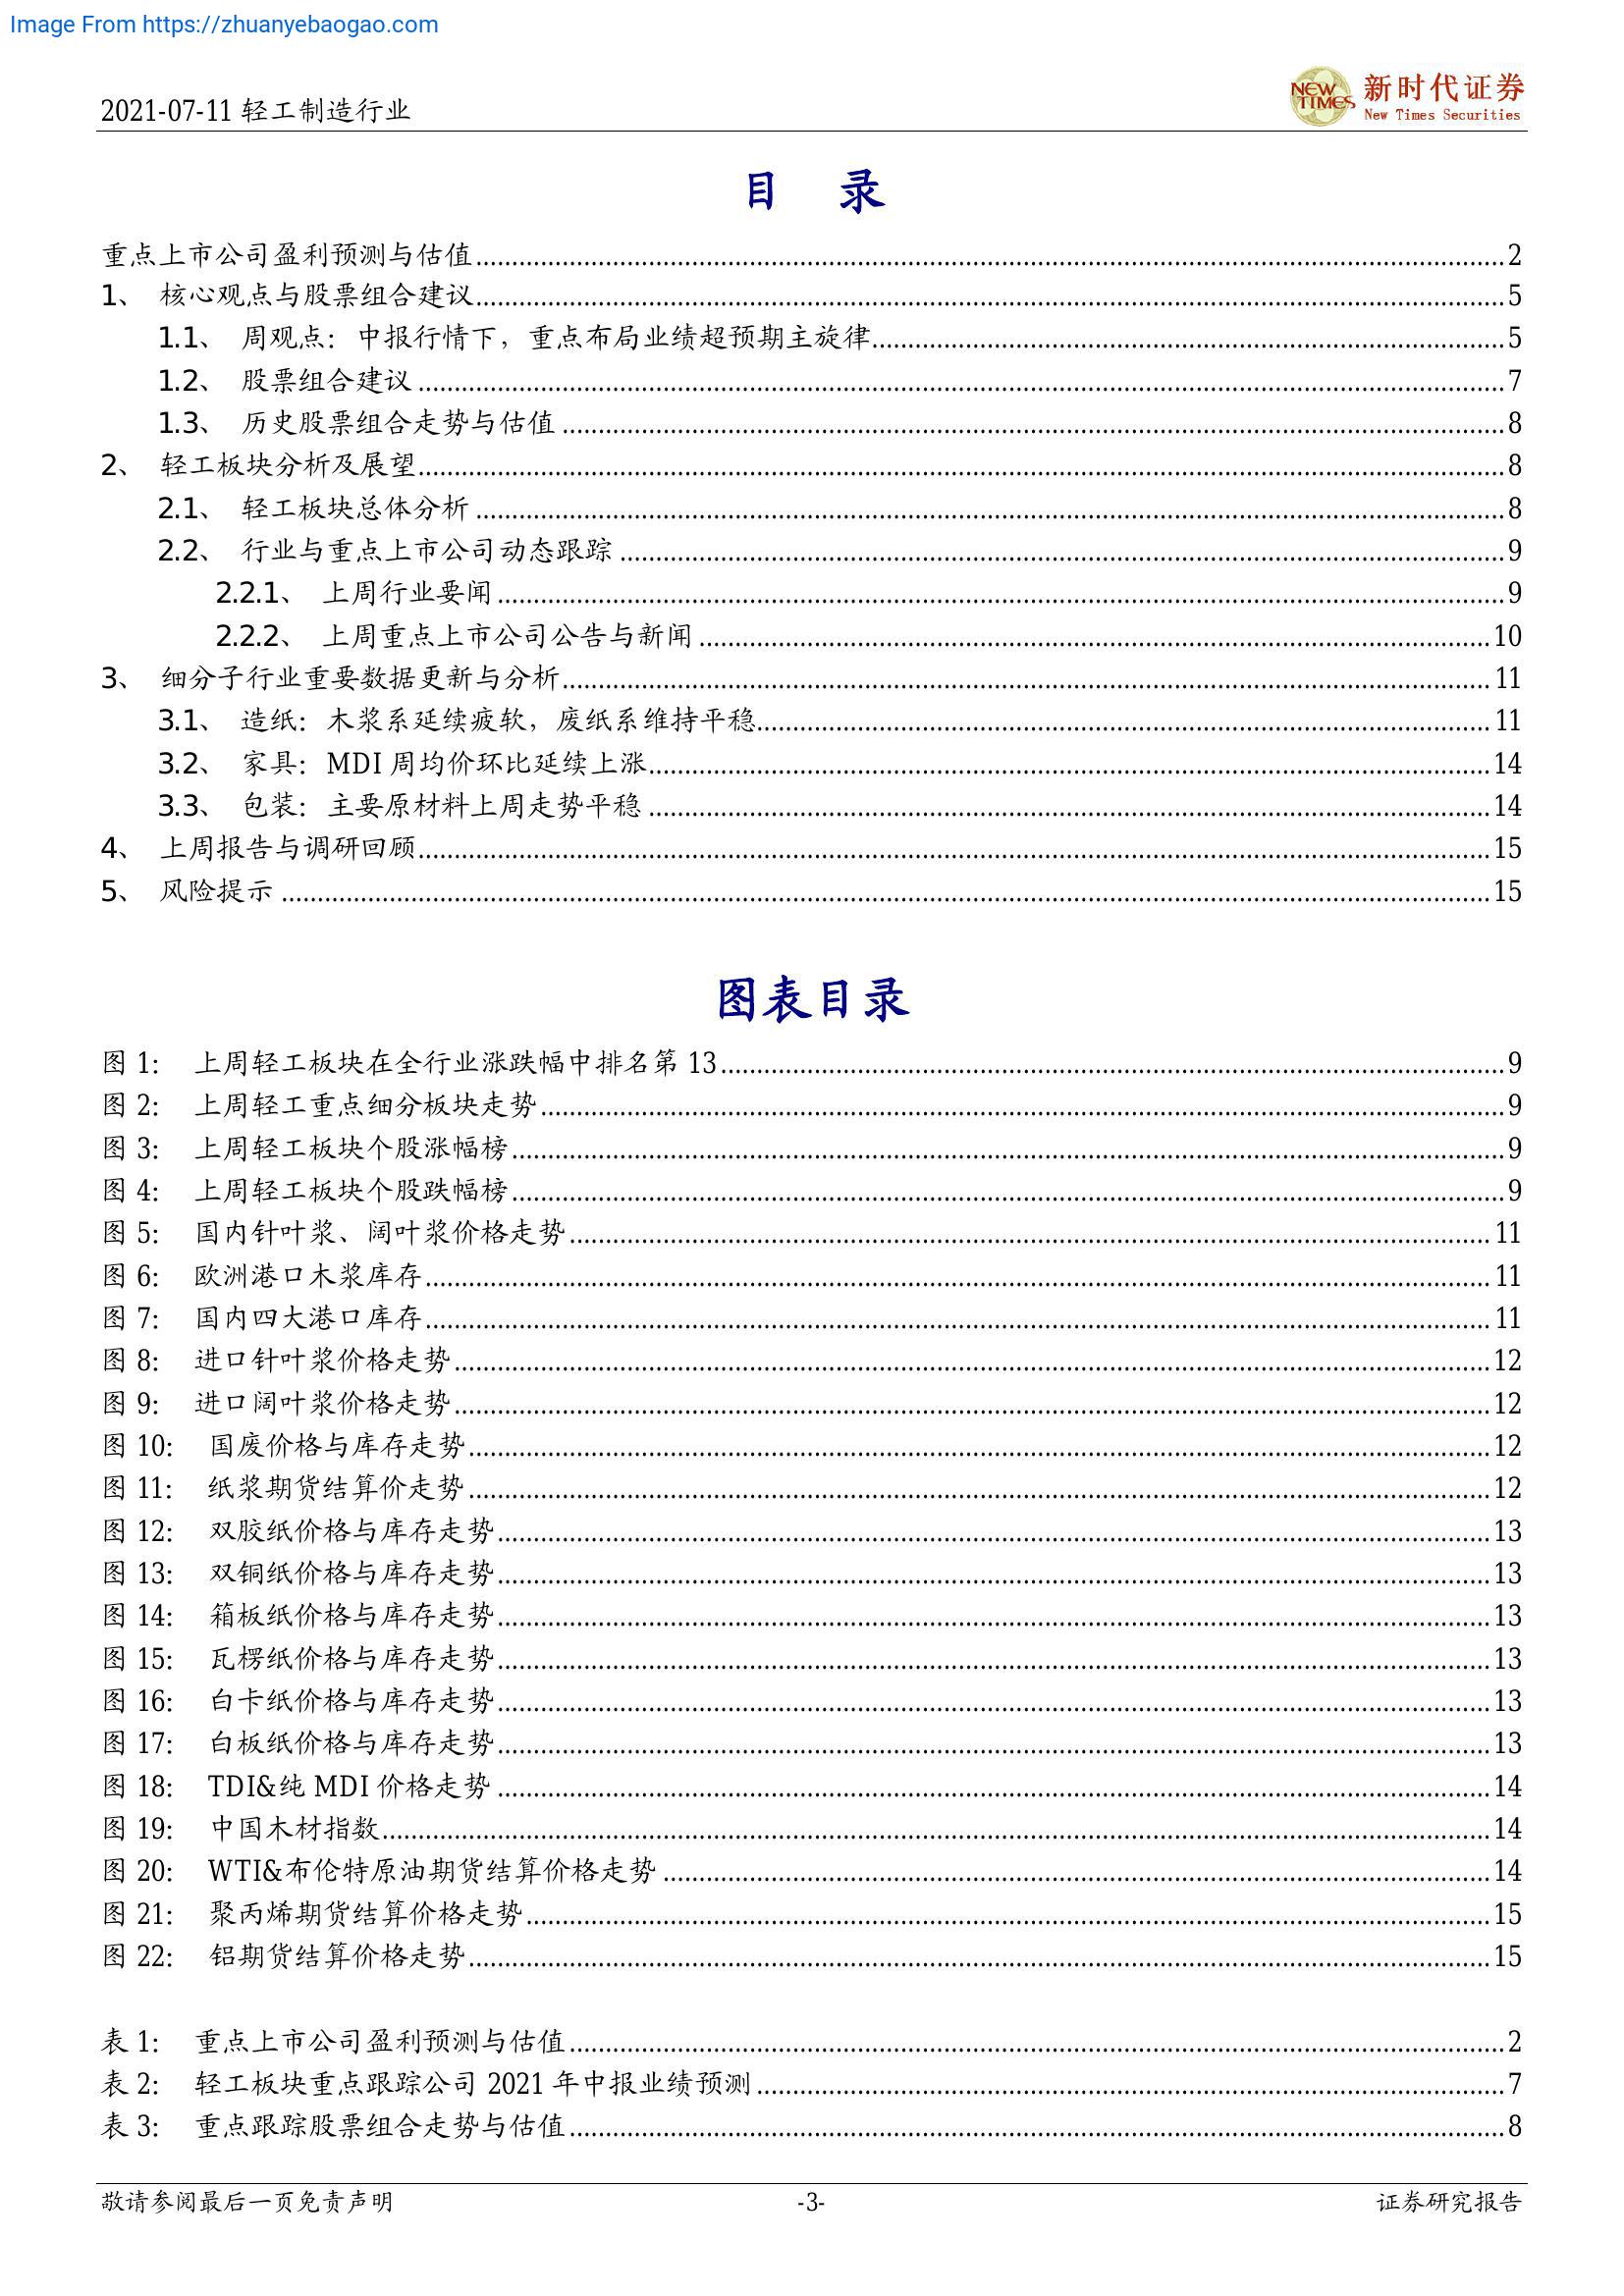 Image From https://zhuanyebaogao.com
2021-07-11 轻工制造行业
NEW TIMES
新时代证券
New Times Securities
目 录
重点上市公司盈利预测与估值 2
1、 核心观点与股票组合建议 5
1.1、 周观点：中报行情下，重点布局业绩超预期主旋律 5
1.2、 股票组合建议 7
1.3、 历史股票组合走势与估值 8
2、 轻工板块分析及展望 8
2.1、 轻工板块总体分析 8
2.2、 行业与重点上市公司动态跟踪 9
2.2.1、 上周行业要闻 9
2.2.2、 上周重点上市公司公告与新闻 10
3、 细分子行业重要数据更新与分析 11
3.1、 造纸：木浆系延续疲软，废纸系维持平稳 11
3.2、 家具：MDI 周均价环比延续上涨 14
3.3、 包装：主要原材料上周走势平稳 14
4、 上周报告与调研回顾 15
5、 风险提示 15
图表目录
图 1： 上周轻工板块在全行业涨跌幅中排名第 13 9
图 2： 上周轻工重点细分板块走势 9
图 3： 上周轻工板块个股涨幅榜 9
图 4： 上周轻工板块个股跌幅榜 9
图 5： 国内针叶浆、阔叶浆价格走势 11
图 6： 欧洲港口木浆库存 11
图 7： 国内四大港口库存 11
图 8： 进口针叶浆价格走势 12
图 9： 进口阔叶浆价格走势 12
图 10： 国废价格与库存走势 12
图 11： 纸浆期货结算价走势 12
图 12： 双胶纸价格与库存走势 13
图 13： 双铜纸价格与库存走势 13
图 14： 箱板纸价格与库存走势 13
图 15： 瓦楞纸价格与库存走势 13
图 16： 白卡纸价格与库存走势 13
图 17： 白板纸价格与库存走势 13
图 18： TDI&纯 MDI 价格走势 14
图 19： 中国木材指数 14
图 20： WTI&布伦特原油期货结算价格走势 14
图 21： 聚丙烯期货结算价格走势 15
图 22： 铝期货结算价格走势 15
表 1： 重点上市公司盈利预测与估值 2
表 2： 轻工板块重点跟踪公司 2021 年中报业绩预测 7
表 3： 重点跟踪股票组合走势与估值 8
敬请参阅最后一页免责声明 -3- 证券研究报告